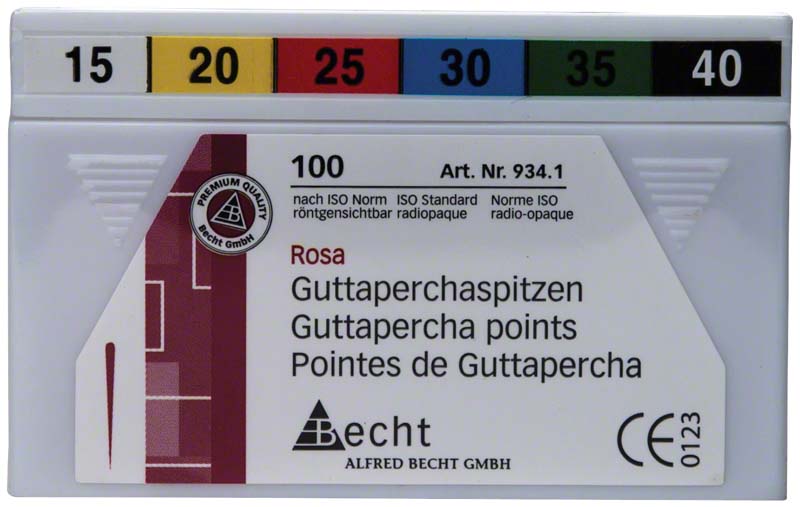 15 20 25 30 35 40
100 Art. Nr. 934.1
nach ISO Norm ISO Standard Norme ISO
röntgensichtbar radiopaque radio-opaque
PREMIUM QUALITY
B
Becht GmbH
Rosa
Guttaperchaspitzen
Guttapercha points
Pointes de Guttapercha
Becht
ALFRED BECHT GMBH
CE 0123